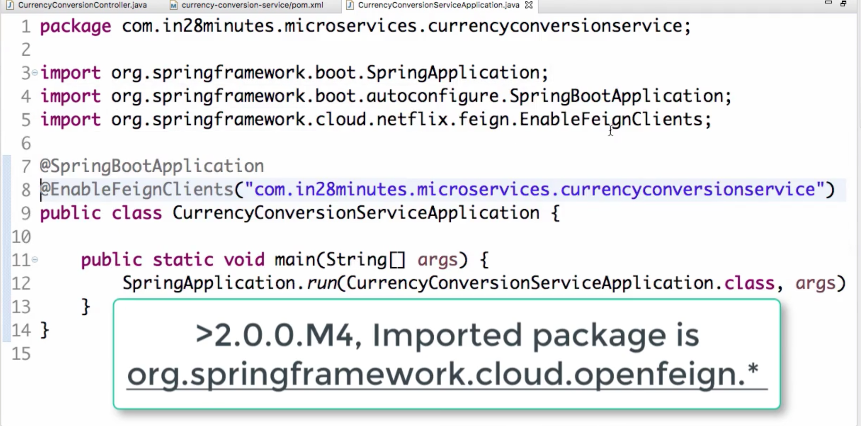 CurrencyConversionController.java currency-conversion-service/pom.xml CurrencyConversionServiceApplication.java
1 package com.in28minutes.microservices.currencyconversionservice;
2
3 import org.springframework.boot.SpringApplication;
4 import org.springframework.boot.autoconfigure.SpringBootApplication;
5 import org.springframework.cloud.netflix.feign.EnableFeignClients;
6
7 @SpringBootApplication
8 @EnableFeignClients("com.in28minutes.microservices.currencyconversionservice")
9 public class CurrencyConversionServiceApplication {
10
11 public static void main(String[] args) {
12 SpringApplication.run(CurrencyConversionServiceApplication.class, args)
13 }
14 }
15
>2.0.0.M4, Imported package is
org.springframework.cloud.openfeign.*